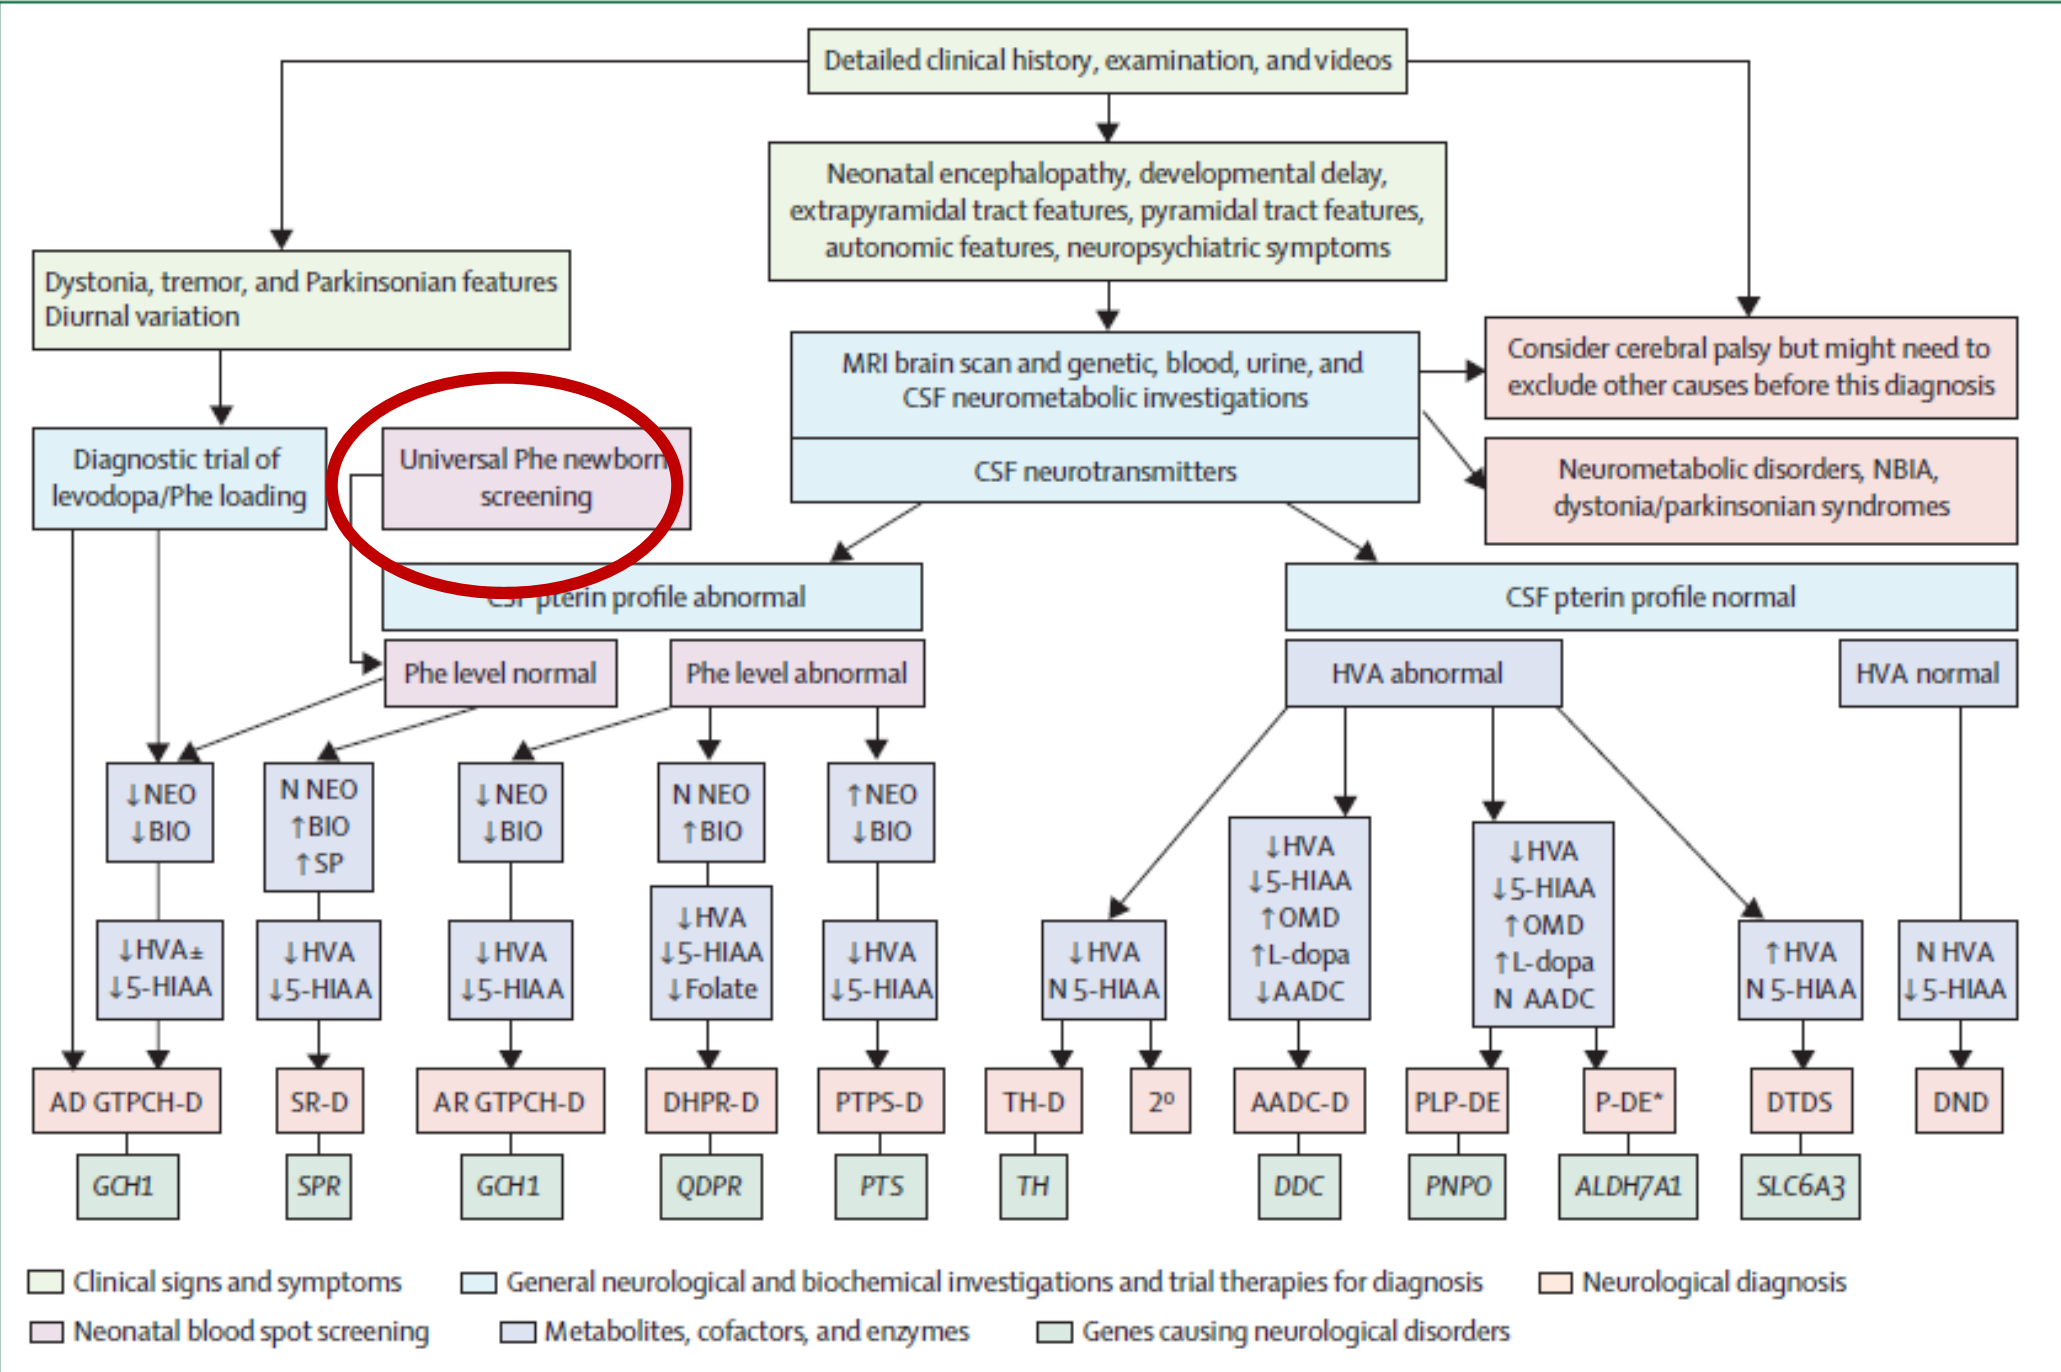 Detailed clinical history, examination, and videos
Neonatal encephalopathy, developmental delay,
extrapyramidal tract features, pyramidal tract features,
autonomic features, neuropsychiatric symptoms
Dystonia, tremor, and Parkinsonian features
Diurnal variation
MRI brain scan and genetic, blood, urine, and
CSF neurometabolic investigations
CSF neurotransmitters
Consider cerebral palsy but might need to
exclude other causes before this diagnosis
Neurometabolic disorders, NBIA,
dystonia/parkinsonian syndromes
Diagnostic trial of
levodopa/Phe loading
Universal Phe newborn
screening
CSF pterin profile abnormal
CSF pterin profile normal
Phe level normal
Phe level abnormal
HVA abnormal
HVA normal
↓NEO
↓BIO
N NEO
↑BIO
↑SP
↓NEO
↓BIO
N NEO
↑BIO
↑NEO
↓BIO
↓HVA±
↓5-HIAA
↓HVA
↓5-HIAA
↓HVA
↓5-HIAA
↓HVA
↓5-HIAA
↓Folate
↓HVA
↓5-HIAA
↓HVA
N 5-HIAA
↓HVA
↓5-HIAA
↑OMD
↑L-dopa
↓AADC
↓HVA
↓5-HIAA
↑OMD
↑L-dopa
N AADC
↑HVA
N 5-HIAA
N HVA
↓5-HIAA
AD GTPCH-D
SR-D
AR GTPCH-D
DHPR-D
PTPS-D
TH-D
2º
AADC-D
PLP-DE
P-DE*
DTDS
DND
GCH1
SPR
GCH1
QDPR
PTS
TH
DDC
PNPO
ALDH7A1
SLC6A3
Clinical signs and symptoms
General neurological and biochemical investigations and trial therapies for diagnosis
Neurological diagnosis
Neonatal blood spot screening
Metabolites, cofactors, and enzymes
Genes causing neurological disorders